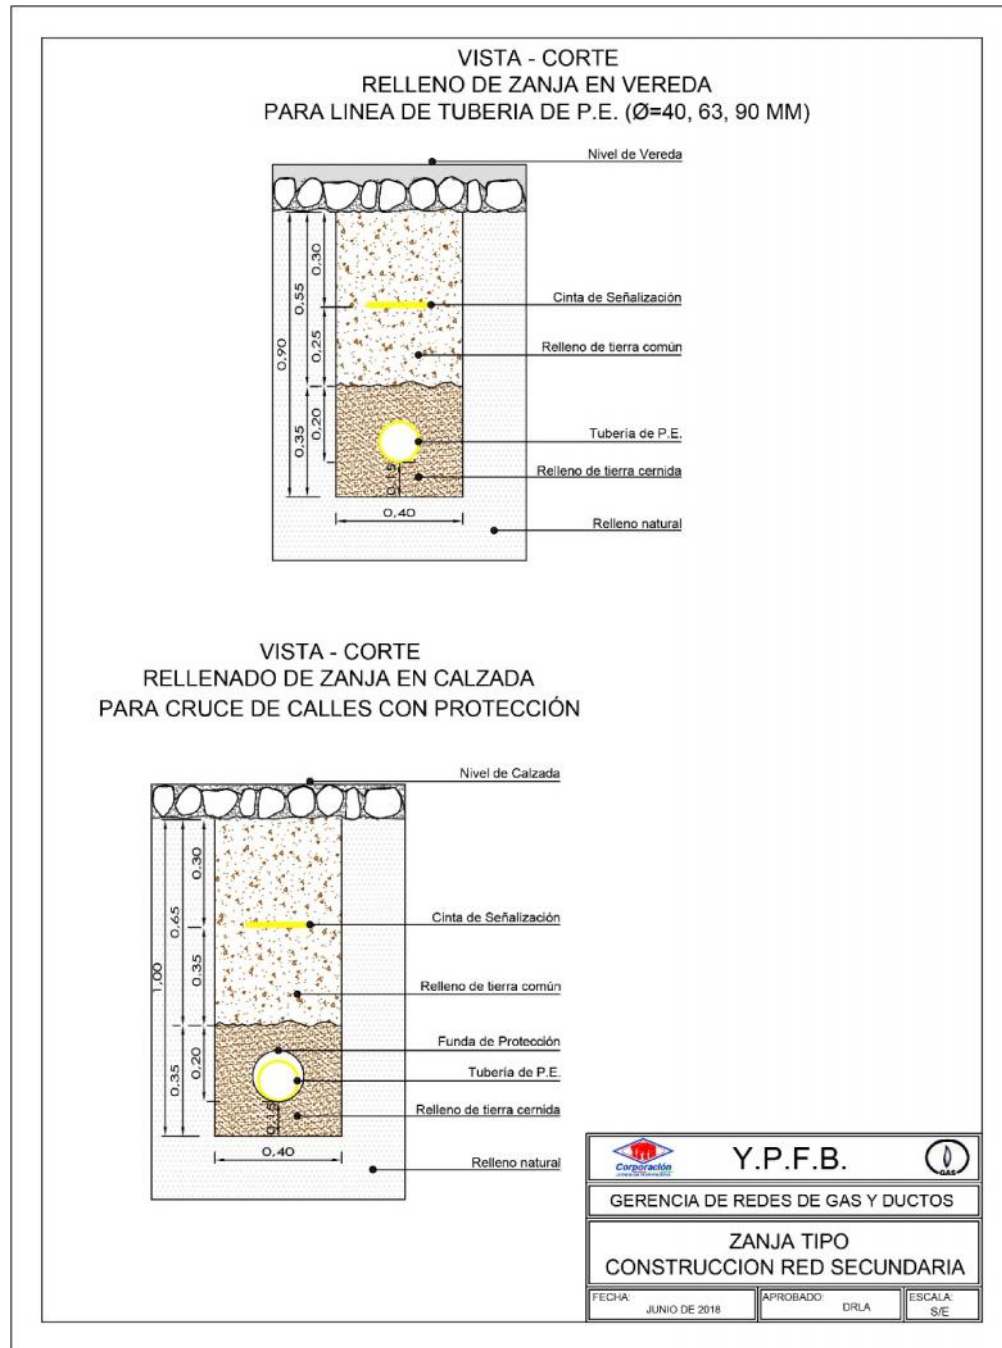 VISTA - CORTE
RELLENO DE ZANJA EN VEREDA
PARA LINEA DE TUBERIA DE P.E. (Ø=40, 63, 90 MM)
Nivel de Vereda
0,30
0,55
0,90
0,25
0,20
0,35
0,15
0,40
Cinta de Señalización
Relleno de tierra común
Tubería de P.E.
Relleno de tierra cernida
Relleno natural
VISTA - CORTE
RELLENADO DE ZANJA EN CALZADA
PARA CRUCE DE CALLES CON PROTECCIÓN
Nivel de Calzada
0,30
0,65
1,00
0,35
0,20
0,35
0,15
0,40
Cinta de Señalización
Relleno de tierra común
Funda de Protección
Tubería de P.E.
Relleno de tierra cernida
Relleno natural
Corporación
Y.P.F.B.
GAS
GERENCIA DE REDES DE GAS Y DUCTOS
ZANJA TIPO
CONSTRUCCION RED SECUNDARIA
FECHA: JUNIO DE 2018
APROBADO: DRLA
ESCALA: S/E